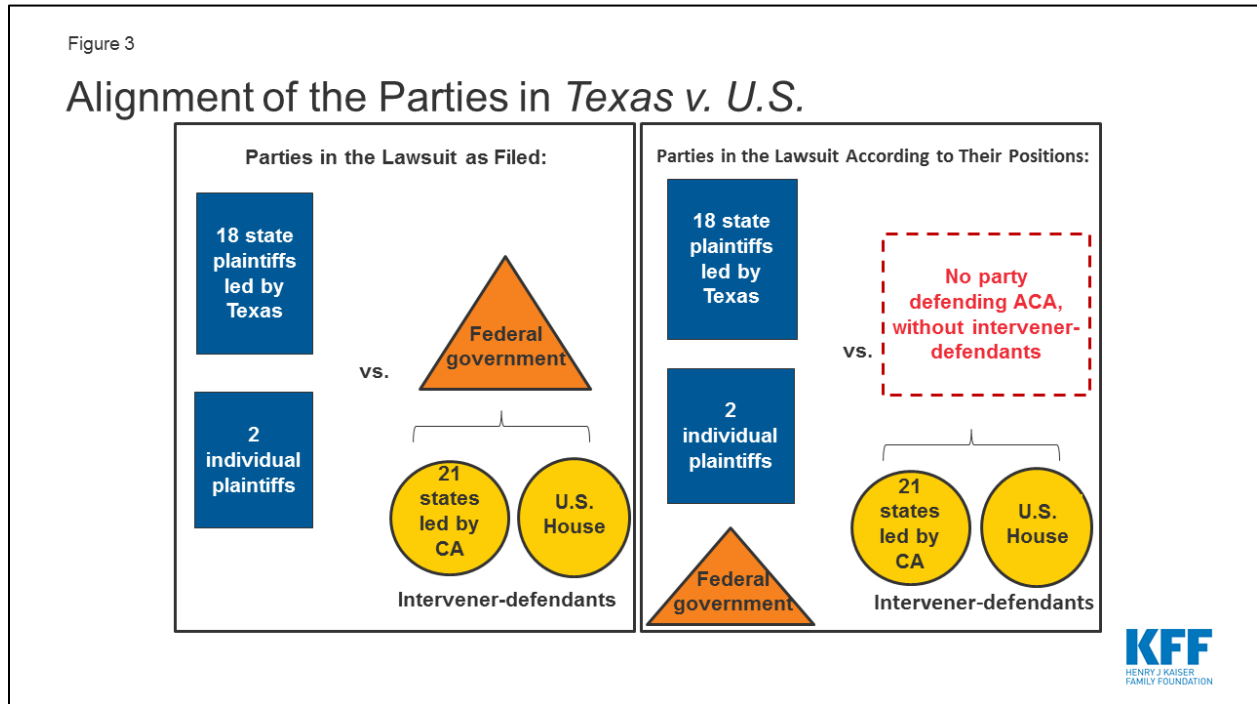 Figure 3
Alignment of the Parties in Texas v. U.S.
Parties in the Lawsuit as Filed:
18 state
plaintiffs
led by
Texas
2
individual
plaintiffs
vs.
Federal
government
21
states
led by
CA
U.S.
House
Intervener-defendants
Parties in the Lawsuit According to Their Positions:
18 state
plaintiffs
led by
Texas
2
individual
plaintiffs
Federal
government
vs.
No party
defending ACA,
without intervener-
defendants
21
states
led by
CA
U.S.
House
Intervener-defendants
KFF
HENRY J KAISER
FAMILY FOUNDATION